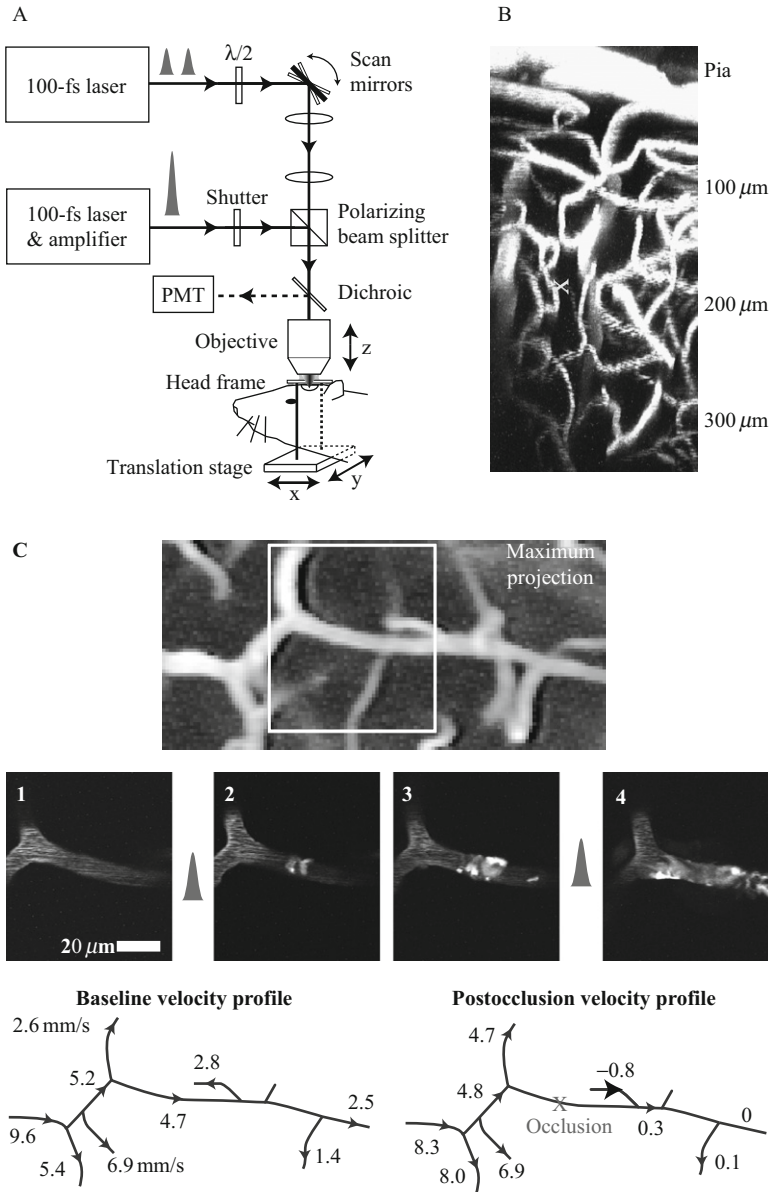 A
100-fs laser
λ/2
Scan
mirrors
100-fs laser
& amplifier
Shutter
Polarizing
beam splitter
PMT
Dichroic
Objective
z
Head frame
Translation stage
x
y
B
Pia
100 μm
200 μm
X
300 μm
C
Maximum
projection
1
20 μm
2
3
4
Baseline velocity profile
2.6 mm/s
5.2
2.8
4.7
2.5
9.6
5.4
6.9 mm/s
1.4
Postocclusion velocity profile
4.7
4.8
−0.8
X
Occlusion
0.3
0
8.3
8.0
6.9
0.1